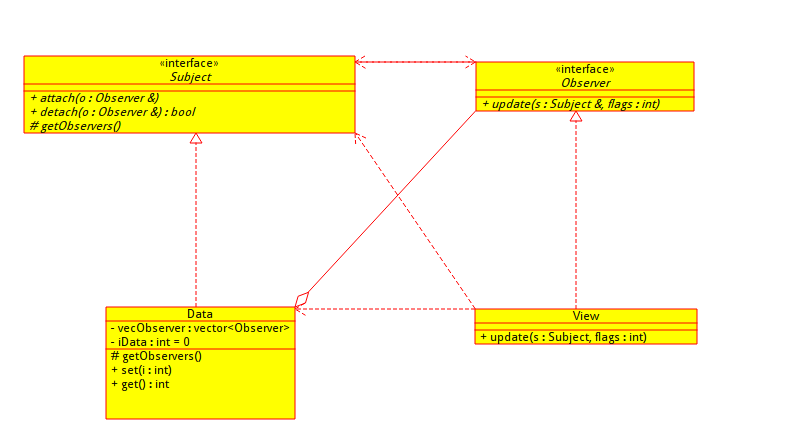 «interface»
Subject
+ attach(o : Observer &)
+ detach(o : Observer &) : bool
# getObservers()
«interface»
Observer
+ update(s : Subject &, flags : int)
Data
- vecObserver : vector<Observer>
- iData : int = 0
# getObservers()
+ set(i : int)
+ get() : int
View
+ update(s : Subject, flags : int)